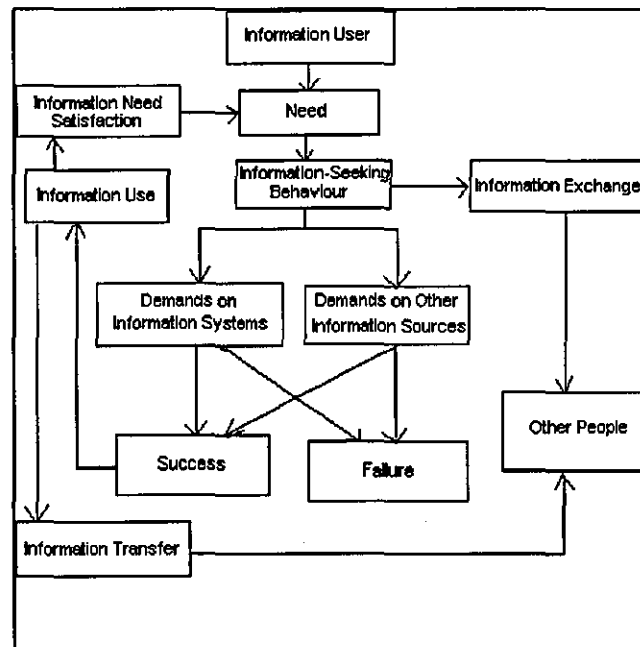 Information User
Information Need
Satisfaction
Need
Information-Seeking
Behaviour
Information Exchange
Information Use
Demands on
Information Systems
Demands on Other
Information Sources
Other People
Success
Failure
Information Transfer